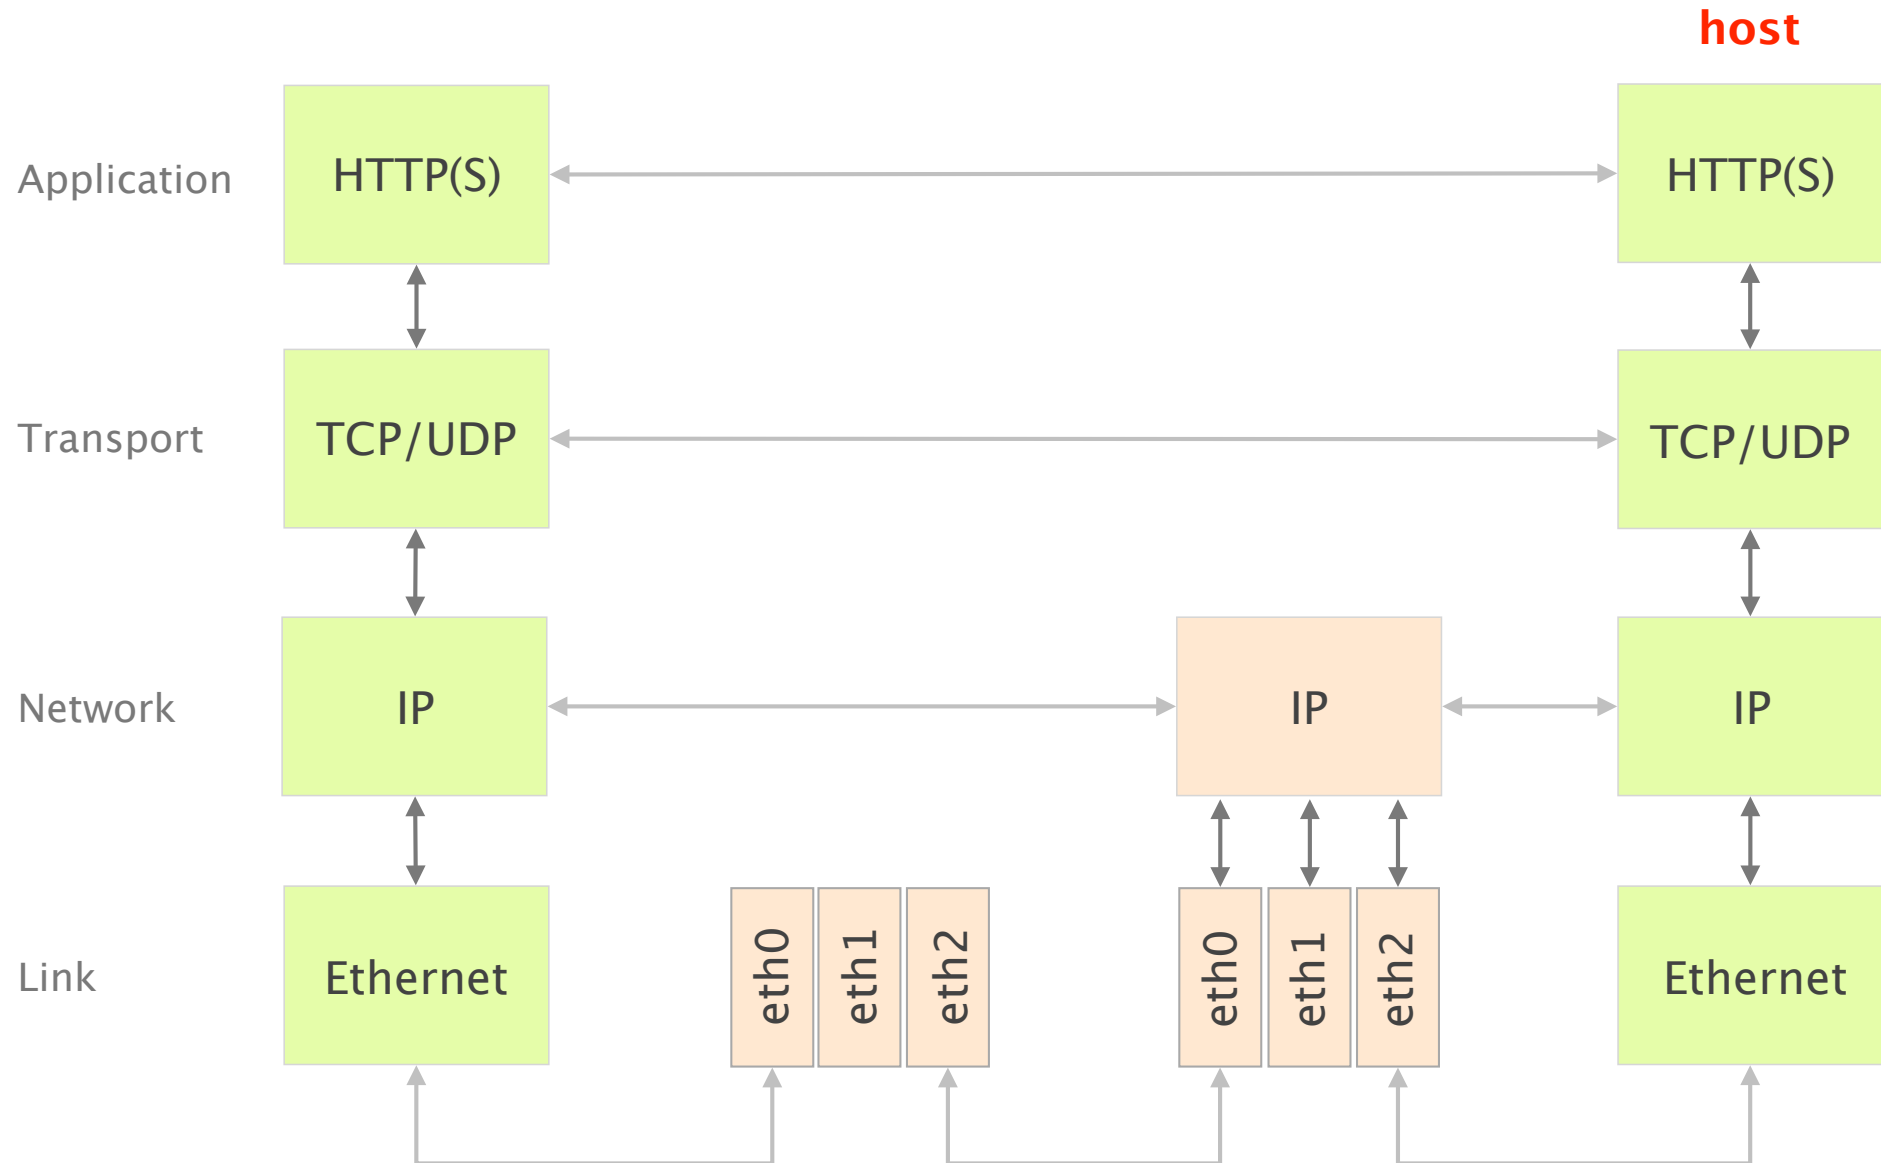 host
Application
HTTP(S)
HTTP(S)
Transport
TCP/UDP
TCP/UDP
Network
IP
IP
IP
Link
Ethernet
eth0
eth1
eth2
eth0
eth1
eth2
Ethernet